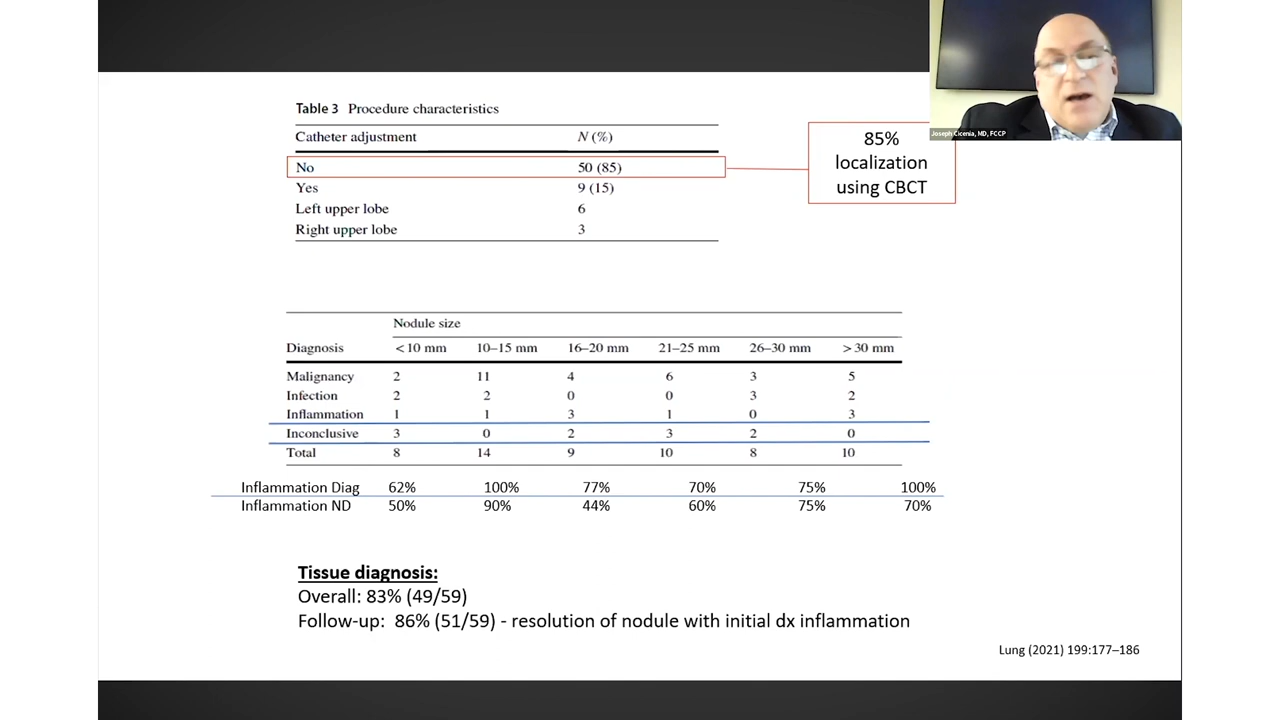 Table 3 Procedure characteristics
Catheter adjustment N (%)
No 50 (85)
Yes 9 (15)
Left upper lobe 6
Right upper lobe 3
85%
localization
using CBCT
Joseph Cicenia, MD, FCCP
Nodule size
Diagnosis <10 mm 10–15 mm 16–20 mm 21–25 mm 26–30 mm >30 mm
Malignancy 2 11 4 6 3 5
Infection 2 2 0 0 3 2
Inflammation 1 1 3 1 0 3
Inconclusive 3 0 2 3 2 0
Total 8 14 9 10 8 10
Inflammation Diag 62% 100% 77% 70% 75% 100%
Inflammation ND 50% 90% 44% 60% 75% 70%
Tissue diagnosis:
Overall: 83% (49/59)
Follow-up: 86% (51/59) - resolution of nodule with initial dx inflammation
Lung (2021) 199:177–186